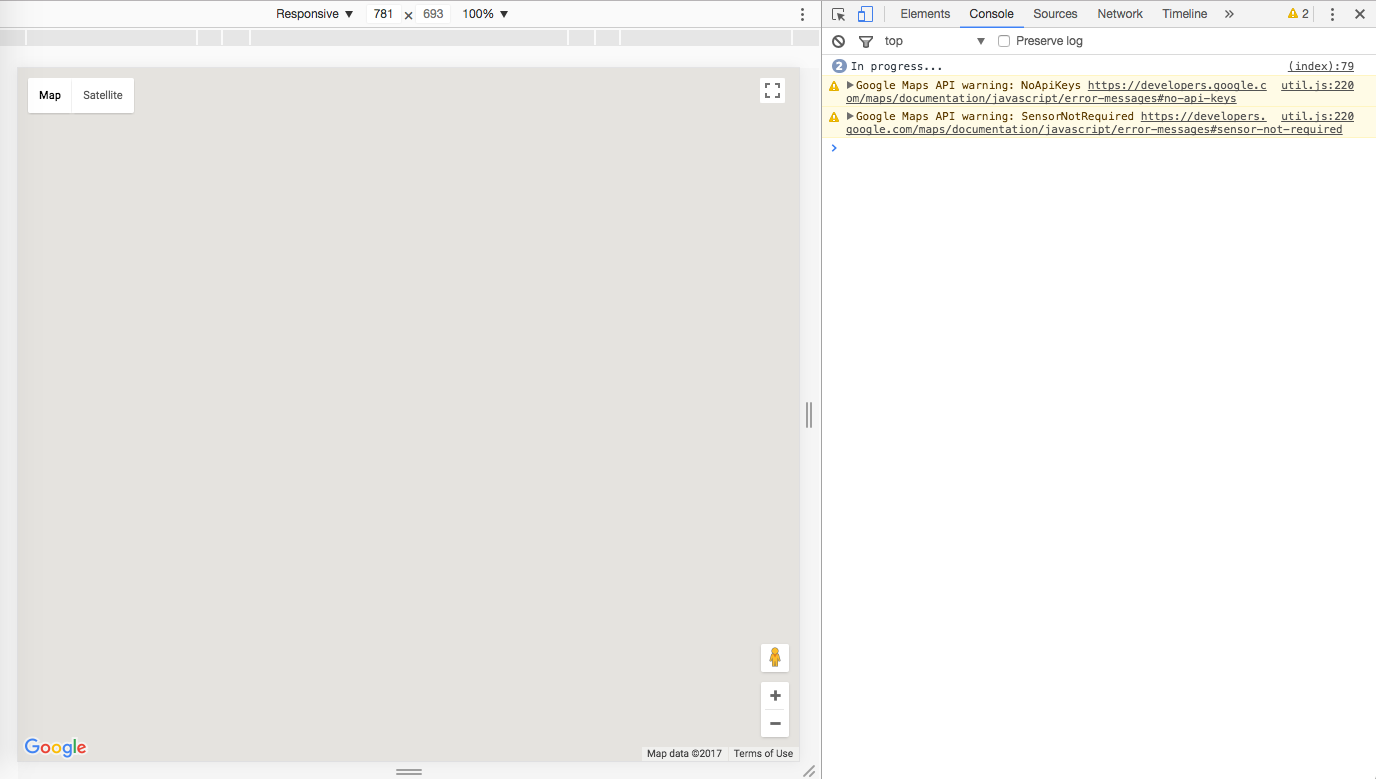 Responsive ▼ 781 × 693 100% ▼
Elements Console Sources Network Timeline » 2
top ▼ Preserve log
2 In progress... (index):79
Google Maps API warning: NoApiKeys https://developers.google.c util.js:220
om/maps/documentation/javascript/error-messages#no-api-keys
Google Maps API warning: SensorNotRequired https://developers. util.js:220
google.com/maps/documentation/javascript/error-messages#sensor-not-required
Map Satellite
Google
Map data ©2017 Terms of Use